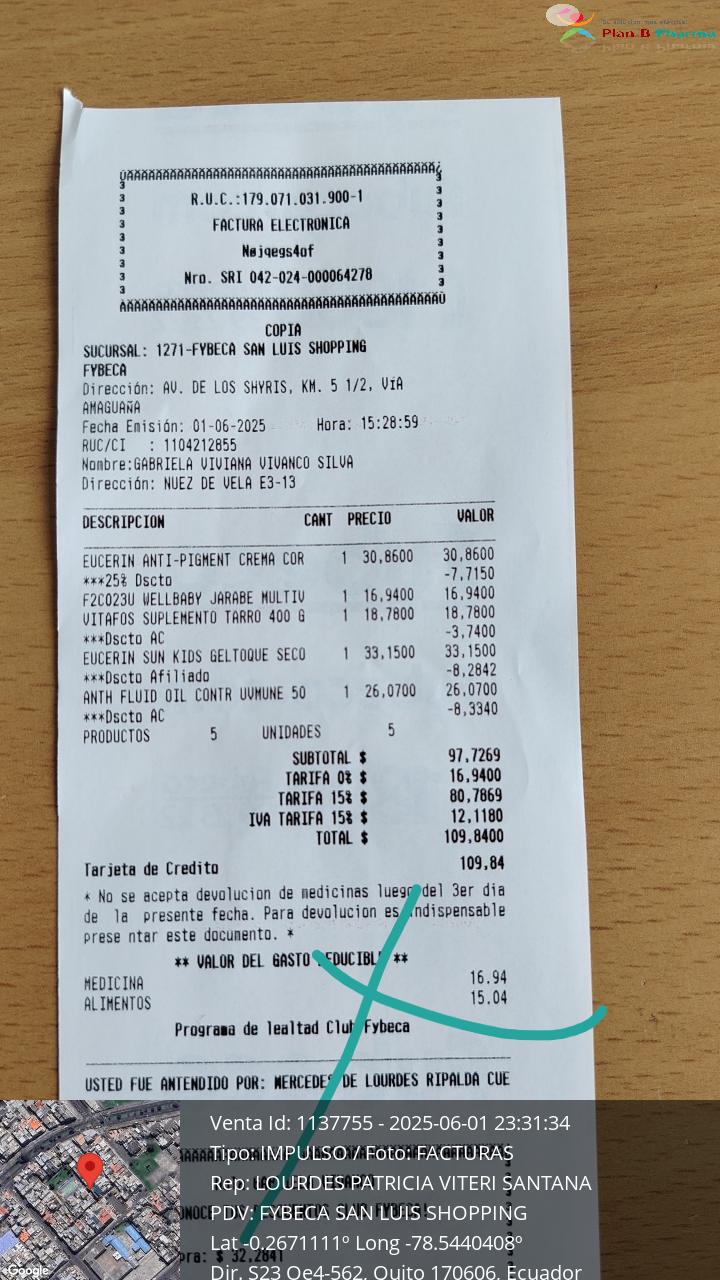 Plan B Pharma
R.U.C.:179.071.031.900-1
FACTURA ELECTRONICA
Nøjqegs4of
Nro. SRI 042-024-000064278
COPIA
SUCURSAL: 1271-FYBECA SAN LUIS SHOPPING
FYBECA
Dirección: AV. DE LOS SHYRIS, KM. 5 1/2, VíA
AMAGUAñA
Fecha Emisión: 01-06-2025 Hora: 15:28:59
RUC/CI : 1104212855
Nombre:GABRIELA VIVIANA VIVANCO SILVA
Dirección: NUEZ DE VELA E3-13
DESCRIPCION CANT PRECIO VALOR
EUCERIN ANTI-PIGMENT CREMA COR 1 30,8600 30,8600
***25% Dscto -7,7150
F2C023U WELLBABY JARABE MULTIV 1 16,9400 16,9400
VITAFOS SUPLEMENTO TARRO 400 G 1 18,7800 18,7800
***Dscto AC -3,7400
EUCERIN SUN KIDS GELTOQUE SECO 1 33,1500 33,1500
***Dscto Afiliado -8,2842
ANTH FLUID OIL CONTR UVMUNE 50 1 26,0700 26,0700
***Dscto AC -8,3340
PRODUCTOS 5 UNIDADES 5
SUBTOTAL $ 97,7269
TARIFA 0% $ 16,9400
TARIFA 15% $ 80,7869
IVA TARIFA 15% $ 12,1180
TOTAL $ 109,8400
Tarjeta de Credito 109,84
* No se acepta devolucion de medicinas luego del 3er dia
de la presente fecha. Para devolucion es indispensable
prese ntar este documento. *
** VALOR DEL GASTO DEDUCIBLE **
MEDICINA 16.94
ALIMENTOS 15.04
Programa de lealtad Club Fybeca
USTED FUE ANTENDIDO POR: MERCEDES DE LOURDES RIPALDA CUE
Venta Id: 1137755 - 2025-06-01 23:31:34
Tipo: IMPULSO / Foto: FACTURAS
Rep: LOURDES PATRICIA VITERI SANTANA
PDV: FYBECA SAN LUIS SHOPPING
Lat -0.2671111º Long -78.5440408º
Dir. S23 Oe4-562, Quito 170606, Ecuador
pra: $ 32,2841
Google